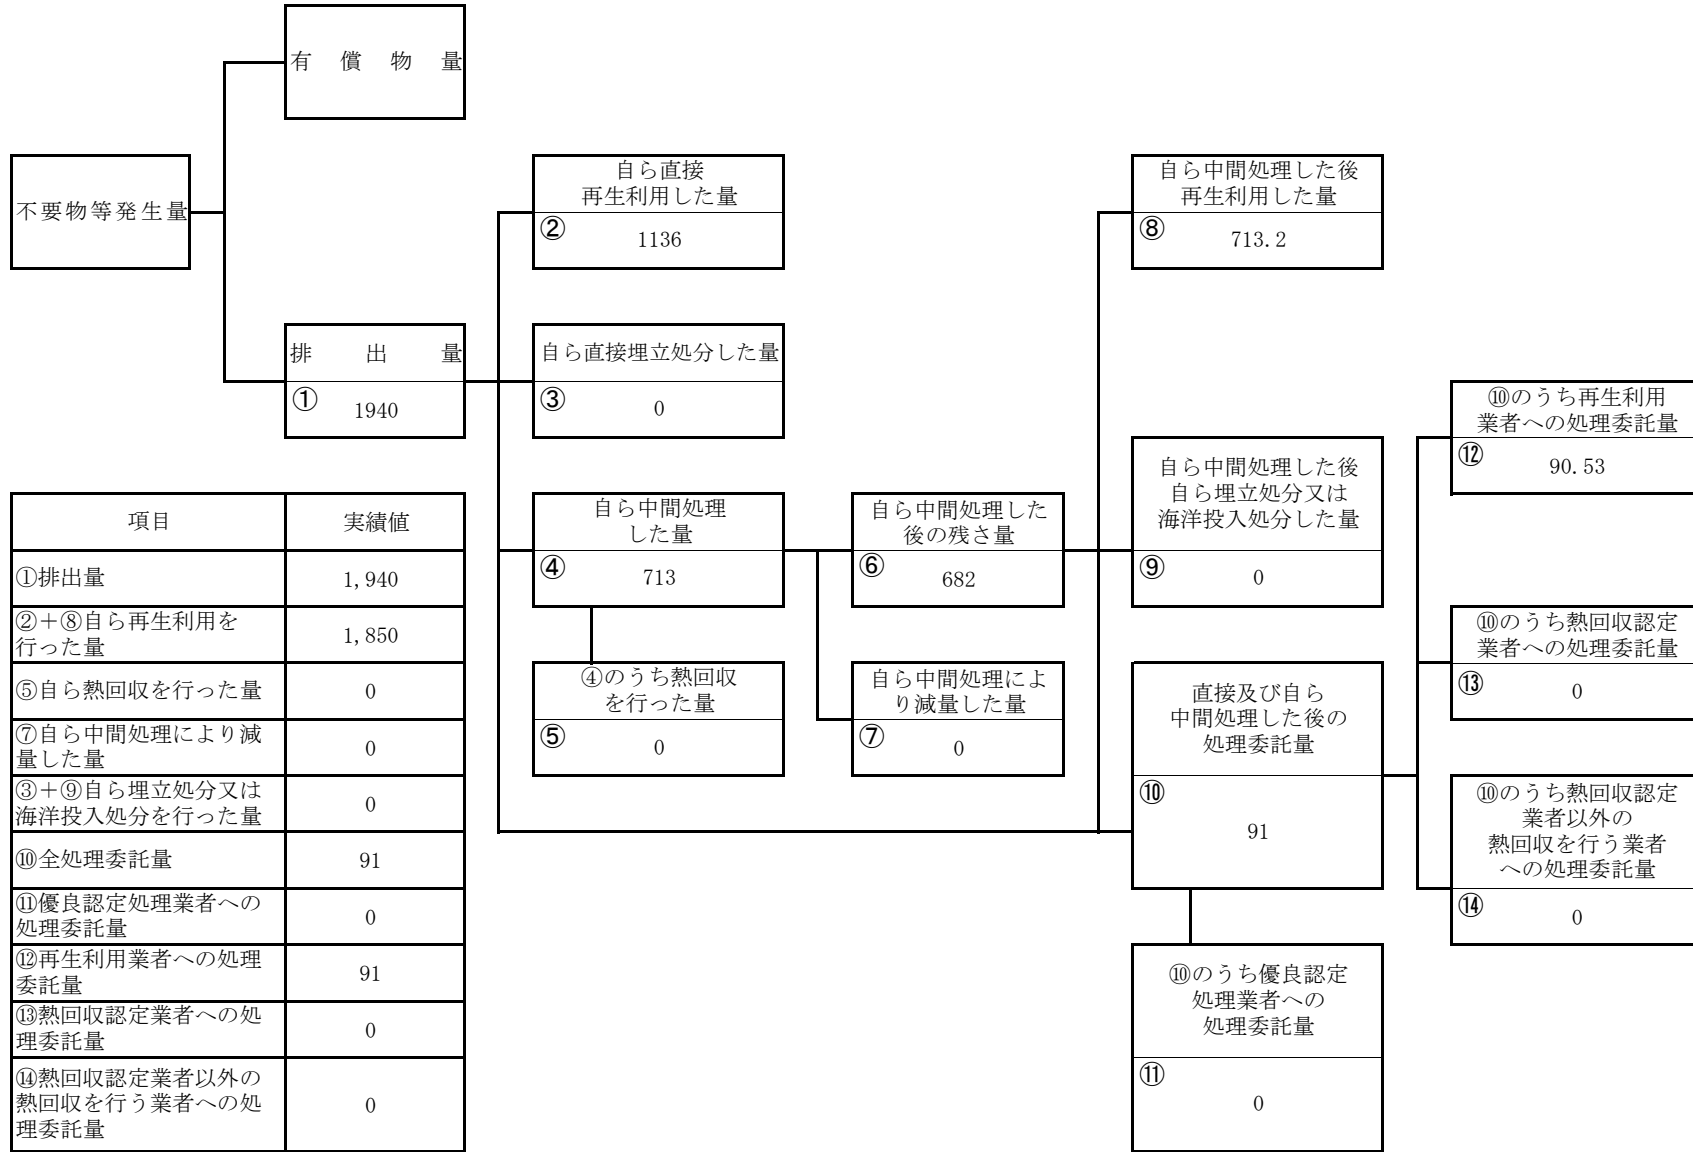 有償物量
不要物等発生量
排出量
①
1940
自ら直接
再生利用した量
②
1136
自ら直接埋立処分した量
③
0
自ら中間処理
した量
④
713
④のうち熱回収
を行った量
⑤
0
自ら中間処理した
後の残さ量
⑥
682
自ら中間処理によ
り減量した量
⑦
0
自ら中間処理した後
再生利用した量
⑧
713.2
自ら中間処理した後
自ら埋立処分又は
海洋投入処分した量
⑨
0
直接及び自ら
中間処理した後の
処理委託量
⑩
91
⑩のうち優良認定
処理業者への
処理委託量
⑪
0
⑩のうち再生利用
業者への処理委託量
⑫
90.53
⑩のうち熱回収認定
業者への処理委託量
⑬
0
⑩のうち熱回収認定
業者以外の
熱回収を行う業者
への処理委託量
⑭
0
項目 実績値
①排出量 1,940
②＋⑧自ら再生利用を
行った量 1,850
⑤自ら熱回収を行った量 0
⑦自ら中間処理により減
量した量 0
③＋⑨自ら埋立処分又は
海洋投入処分を行った量 0
⑩全処理委託量 91
⑪優良認定処理業者への
処理委託量 0
⑫再生利用業者への処理
委託量 91
⑬熱回収認定業者への処
理委託量 0
⑭熱回収認定業者以外の
熱回収を行う業者への処 0
理委託量